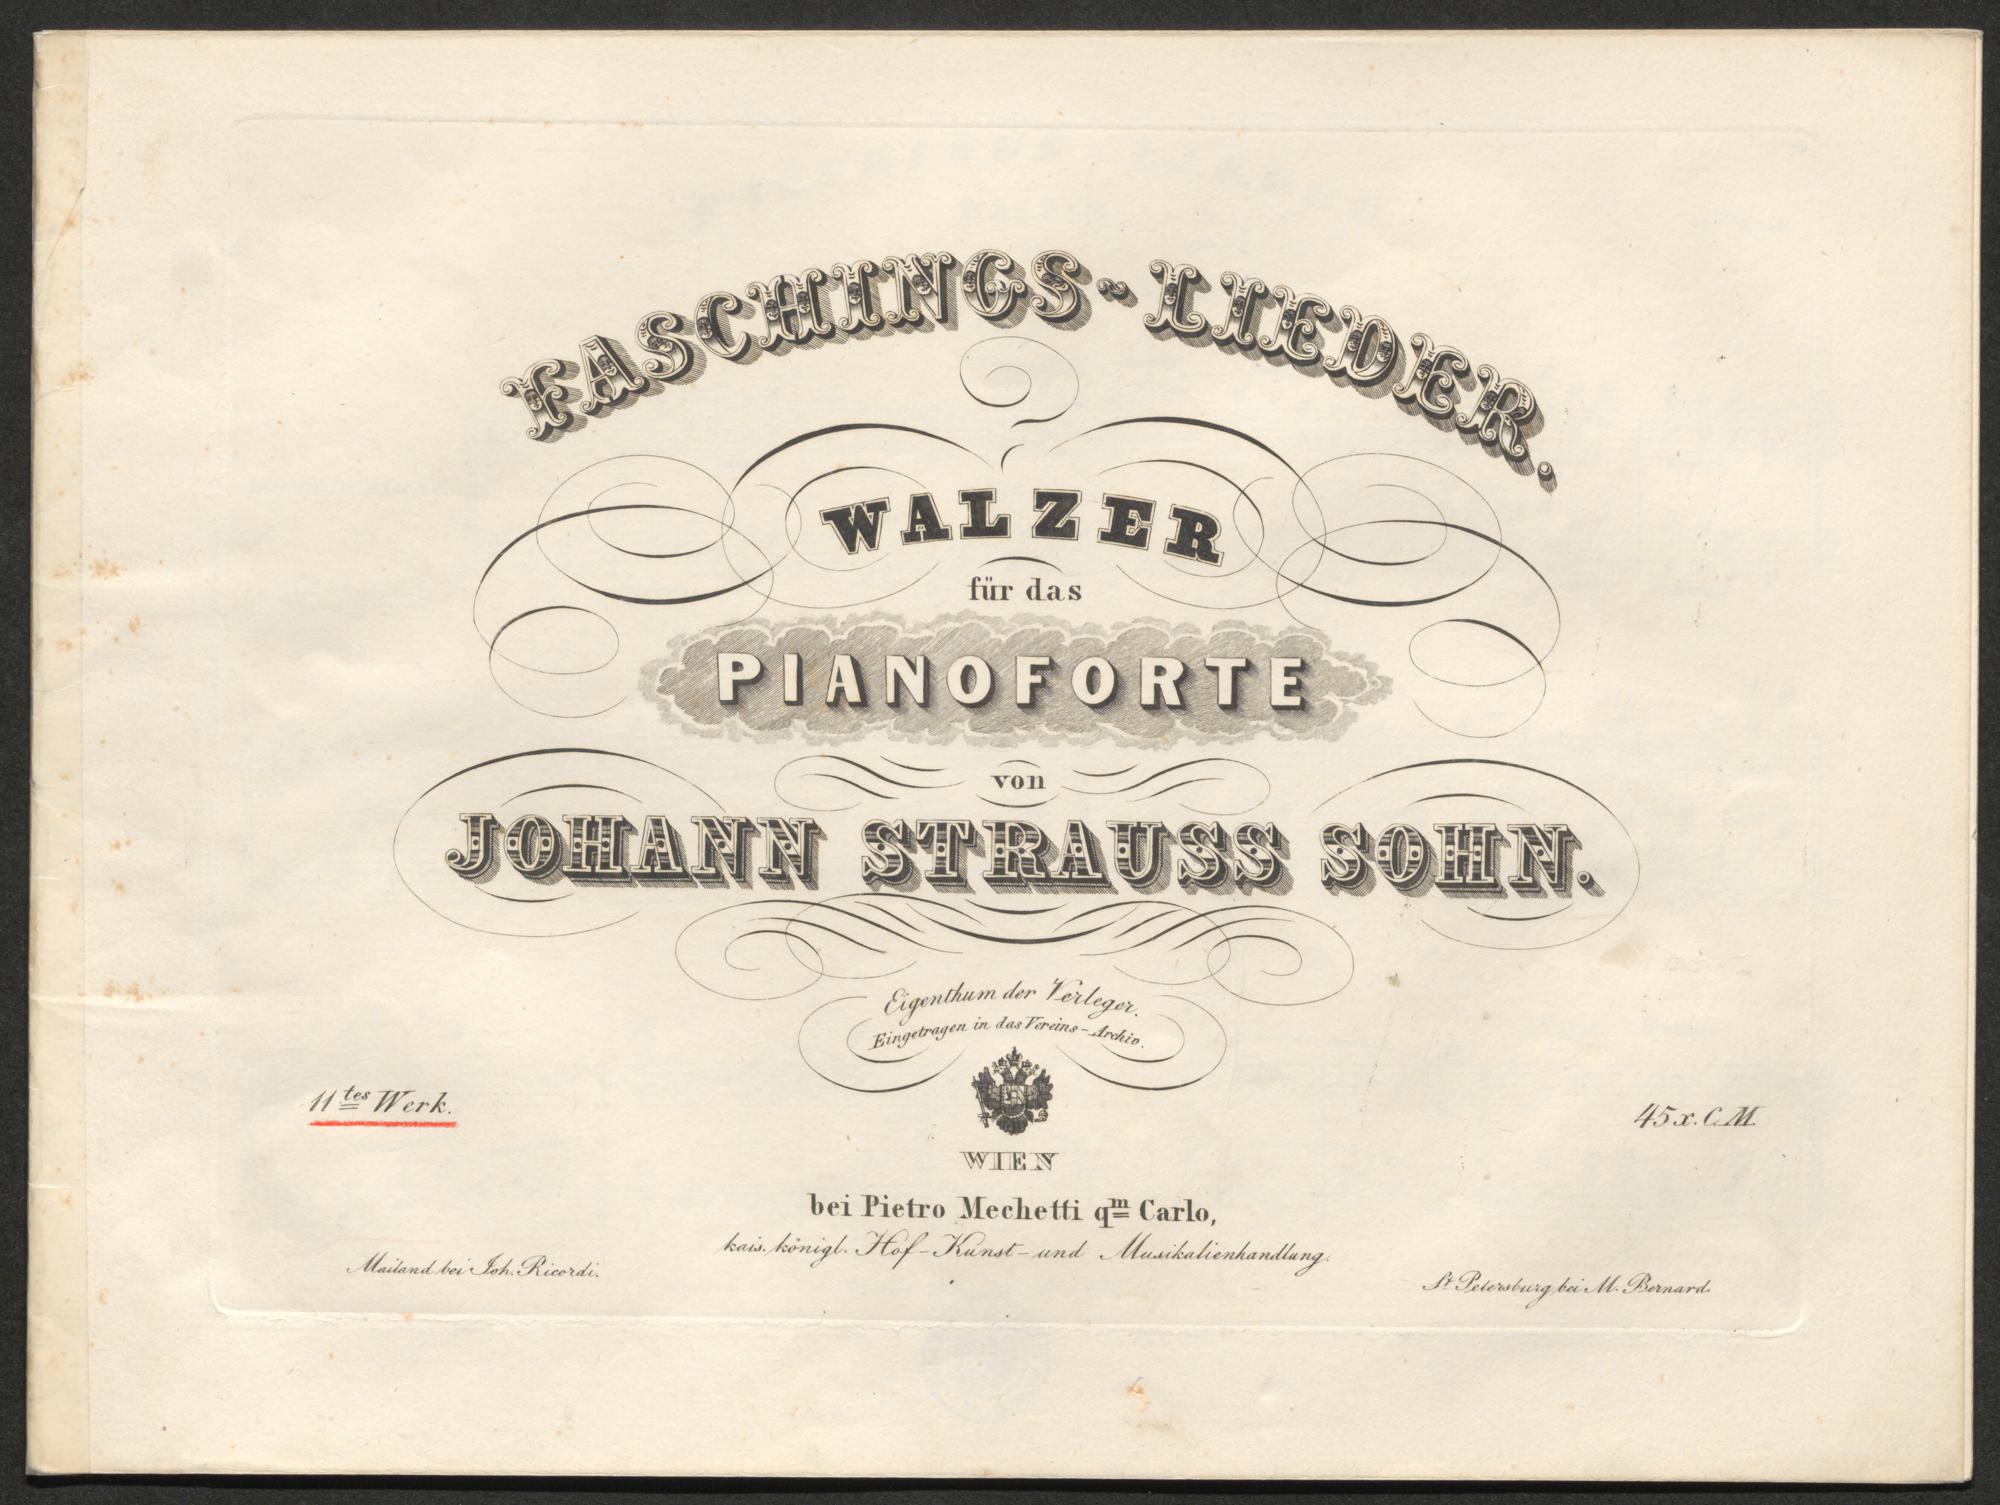 FASCHINGS-LIEDER.
WALZER
für das
PIANOFORTE
von
JOHANN STRAUSS SOHN.
Eigenthum der Verleger.
Eingetragen in das Vereins-Archiv.
11tes Werk.
45 x. C.M.
WIEN
bei Pietro Mechetti qm Carlo,
kais. königl. Hof-Kunst-und Musikalienhandlung.
Mailand bei Joh. Ricordi.
St Petersburg bei M. Bernard.